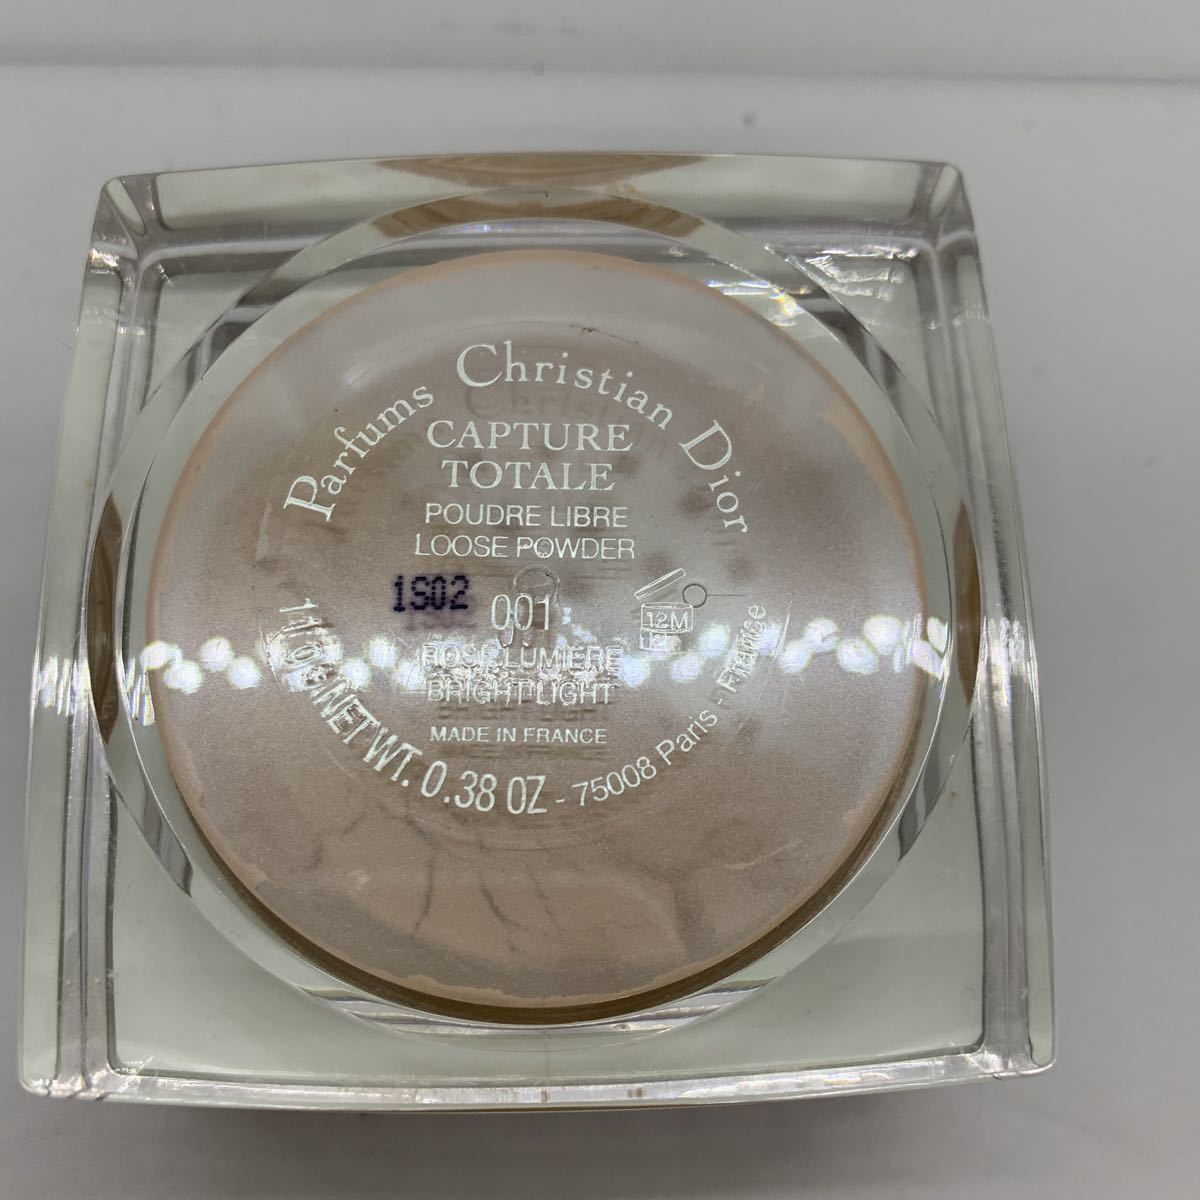 Parfums Christian Dior
CAPTURE
TOTALE
POUDRE LIBRE
LOOSE POWDER
1S02
001
12M
ROSE LUMIÈRE
BRIGHT LIGHT
MADE IN FRANCE
NET WT. 0.38 OZ - 75008 Paris - France